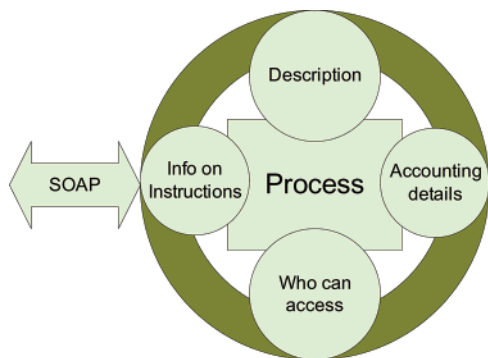 Description
Info on
Instructions
SOAP
Process
Accounting
details
Who can
access